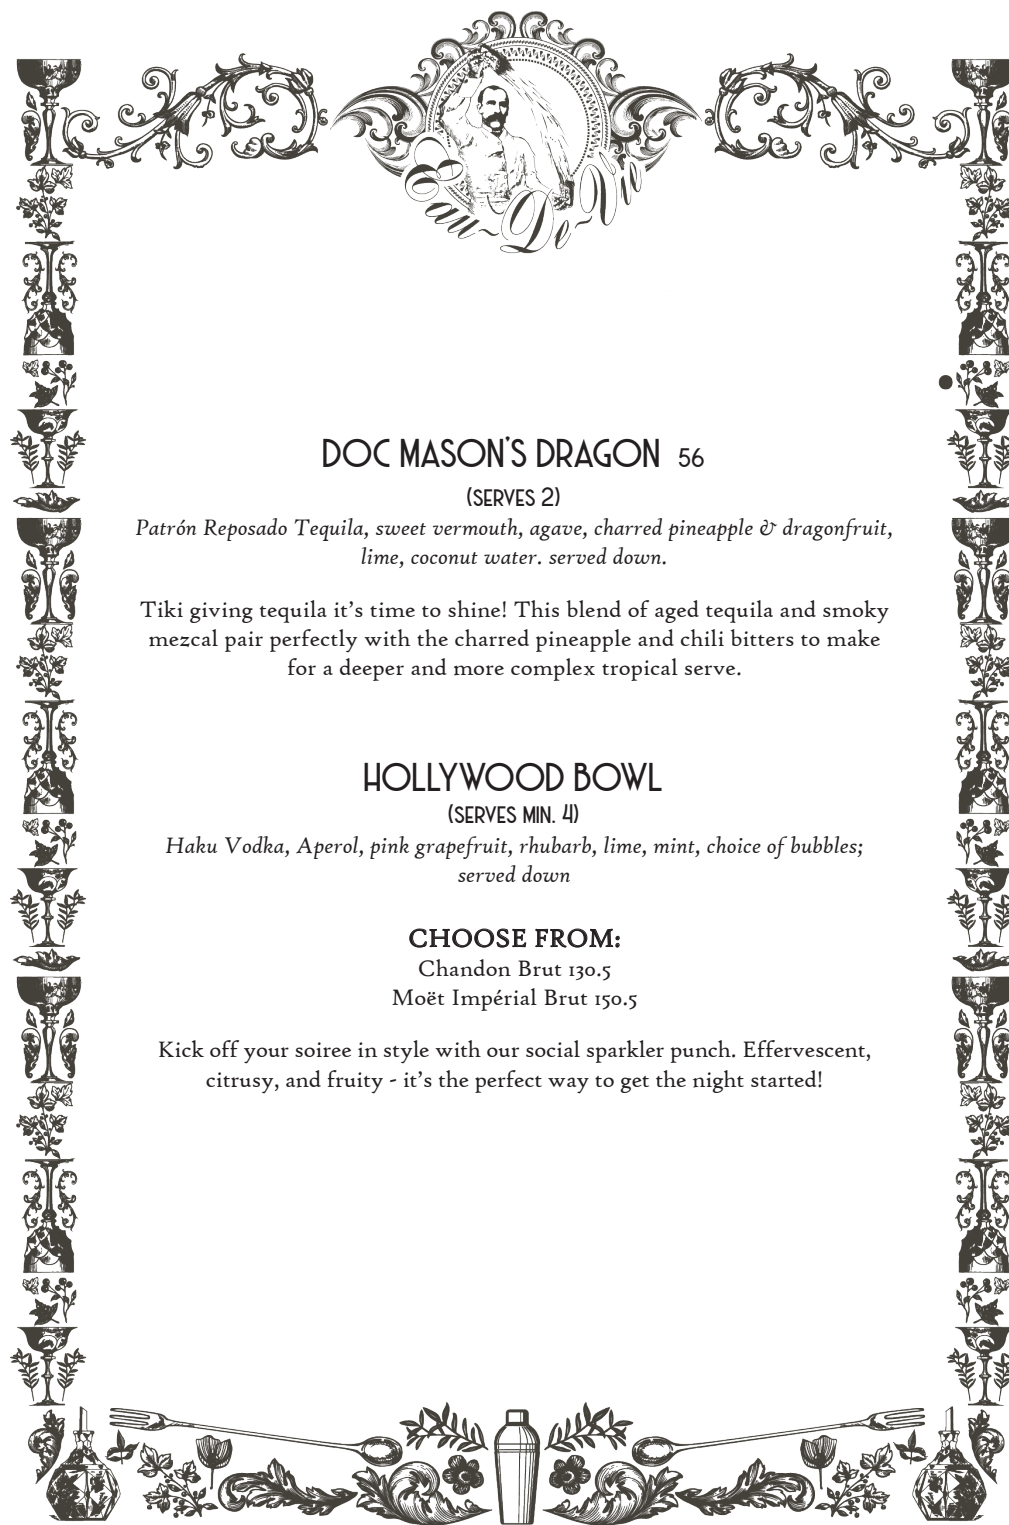 Eau-De-Vie
DOC MASON'S DRAGON 56
(SERVES 2)
Patrón Reposado Tequila, sweet vermouth, agave, charred pineapple & dragonfruit,
lime, coconut water. served down.
Tiki giving tequila it's time to shine! This blend of aged tequila and smoky
mezcal pair perfectly with the charred pineapple and chili bitters to make
for a deeper and more complex tropical serve.
HOLLYWOOD BOWL
(SERVES MIN. 4)
Haku Vodka, Aperol, pink grapefruit, rhubarb, lime, mint, choice of bubbles;
served down
CHOOSE FROM:
Chandon Brut 130.5
Moët Impérial Brut 150.5
Kick off your soiree in style with our social sparkler punch. Effervescent,
citrusy, and fruity - it's the perfect way to get the night started!